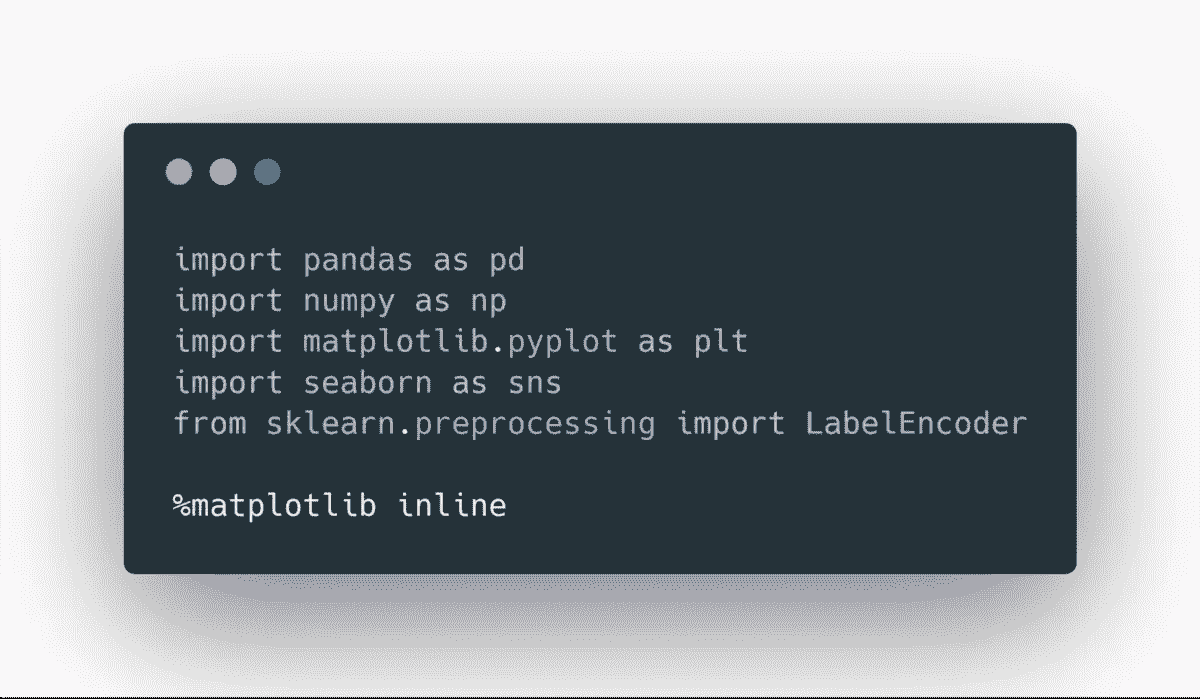 import pandas as pd
import numpy as np
import matplotlib.pyplot as plt
import seaborn as sns
from sklearn.preprocessing import LabelEncoder
%matplotlib inline